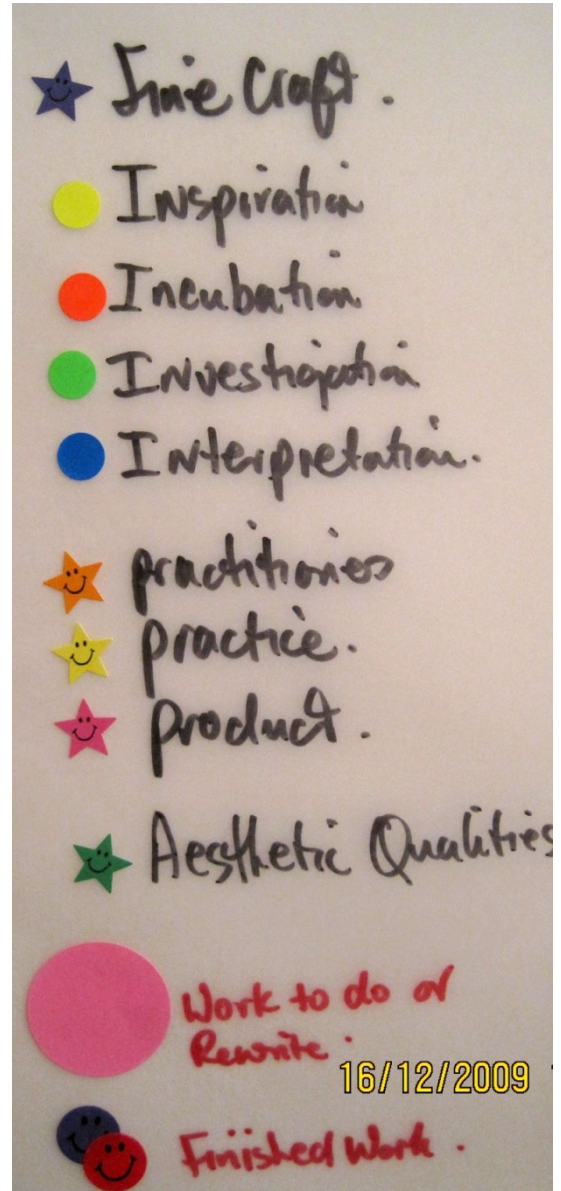 Fine Craft.
Inspiration
Incubation
Investigation
Interpretation.
practitioners
practice.
product.
Aesthetic Qualities
Work to do or
Rewrite.
16/12/2009
Finished Work.